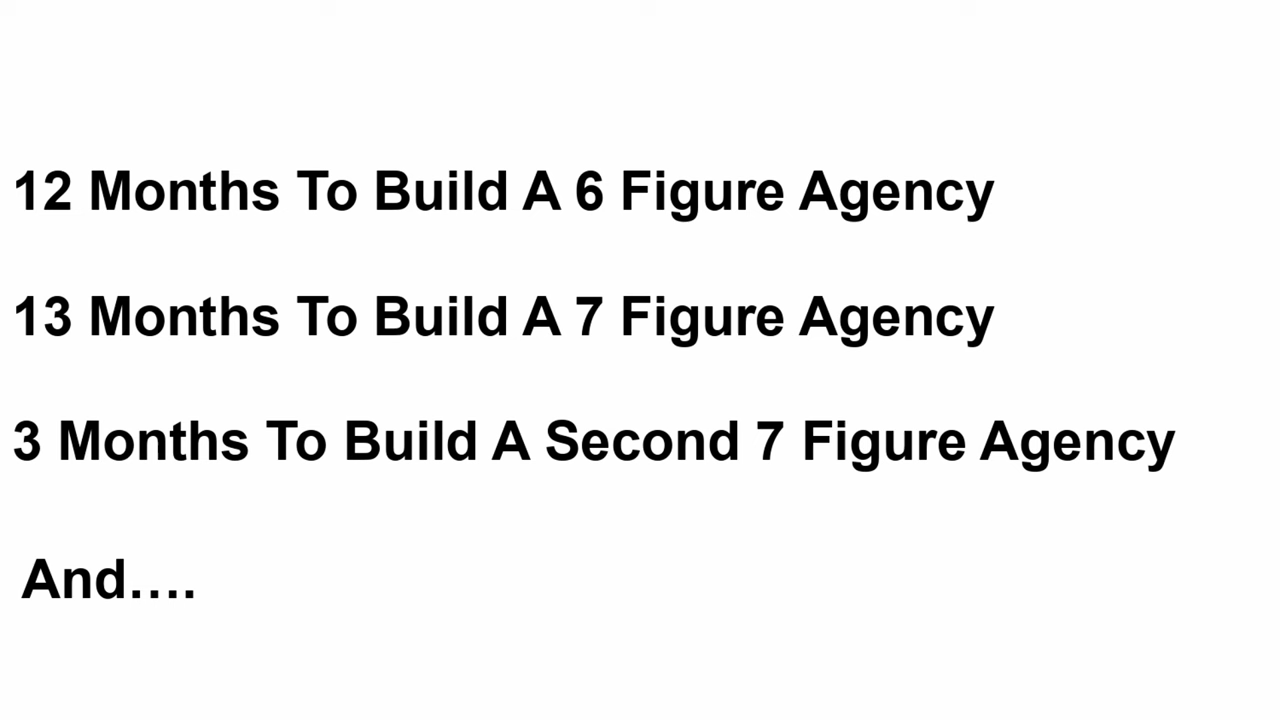 12 Months To Build A 6 Figure Agency
13 Months To Build A 7 Figure Agency
3 Months To Build A Second 7 Figure Agency
And….